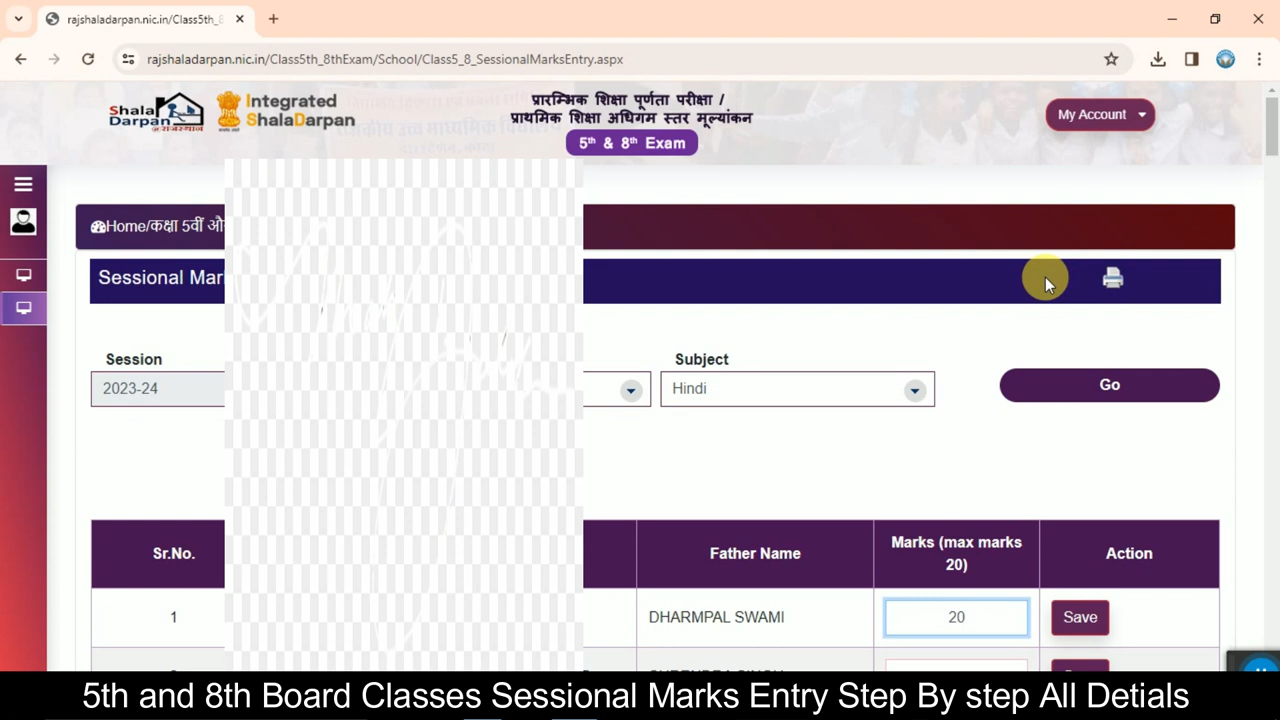 rajshaladarpan.nic.in/Class5th_8
rajshaladarpan.nic.in/Class5th_8thExam/School/Class5_8_SessionalMarksEntry.aspx
Shala Darpan
Integrated ShalaDarpan
प्रारम्भिक शिक्षा पूर्णता परीक्षा /
प्राथमिक शिक्षा अधिगम स्तर मूल्यांकन
5th & 8th Exam
My Account
Home/कक्षा 5वीं
Sessional Mar
Session
Subject
2023-24
Hindi
Go
Sr.No.
Father Name
Marks (max marks 20)
Action
1
DHARMPAL SWAMI
20
Save
5th and 8th Board Classes Sessional Marks Entry Step By step All Detials